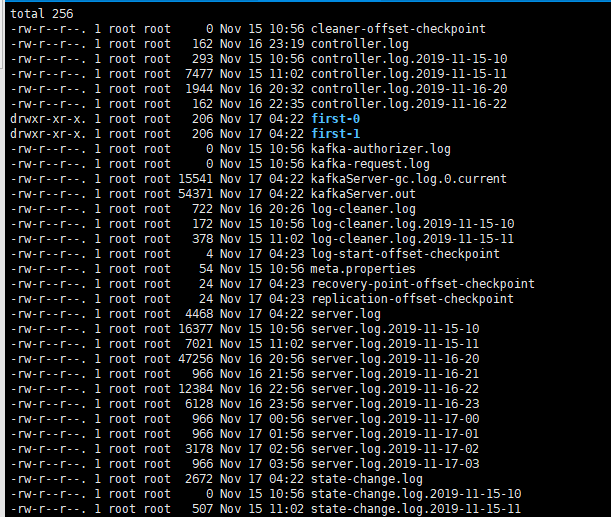 total 256
-rw-r--r--. 1 root root     0 Nov 15 10:56 cleaner-offset-checkpoint
-rw-r--r--. 1 root root   162 Nov 16 23:19 controller.log
-rw-r--r--. 1 root root   293 Nov 15 10:56 controller.log.2019-11-15-10
-rw-r--r--. 1 root root  7477 Nov 15 11:02 controller.log.2019-11-15-11
-rw-r--r--. 1 root root  1944 Nov 16 20:32 controller.log.2019-11-16-20
-rw-r--r--. 1 root root   162 Nov 16 22:35 controller.log.2019-11-16-22
drwxr-xr-x. 1 root root   206 Nov 17 04:22 first-0
drwxr-xr-x. 1 root root   206 Nov 17 04:22 first-1
-rw-r--r--. 1 root root     0 Nov 15 10:56 kafka-authorizer.log
-rw-r--r--. 1 root root     0 Nov 15 10:56 kafka-request.log
-rw-r--r--. 1 root root 15541 Nov 17 04:22 kafkaServer-gc.log.0.current
-rw-r--r--. 1 root root 54371 Nov 17 04:22 kafkaServer.out
-rw-r--r--. 1 root root   722 Nov 16 20:26 log-cleaner.log
-rw-r--r--. 1 root root   172 Nov 15 10:56 log-cleaner.log.2019-11-15-10
-rw-r--r--. 1 root root   378 Nov 15 11:02 log-cleaner.log.2019-11-15-11
-rw-r--r--. 1 root root     4 Nov 17 04:23 log-start-offset-checkpoint
-rw-r--r--. 1 root root    54 Nov 15 10:56 meta.properties
-rw-r--r--. 1 root root    24 Nov 17 04:23 recovery-point-offset-checkpoint
-rw-r--r--. 1 root root    24 Nov 17 04:23 replication-offset-checkpoint
-rw-r--r--. 1 root root  4468 Nov 17 04:22 server.log
-rw-r--r--. 1 root root 16377 Nov 15 10:56 server.log.2019-11-15-10
-rw-r--r--. 1 root root  7021 Nov 15 11:02 server.log.2019-11-15-11
-rw-r--r--. 1 root root 47256 Nov 16 20:56 server.log.2019-11-16-20
-rw-r--r--. 1 root root   966 Nov 16 21:56 server.log.2019-11-16-21
-rw-r--r--. 1 root root 12384 Nov 16 22:56 server.log.2019-11-16-22
-rw-r--r--. 1 root root  6128 Nov 16 23:56 server.log.2019-11-16-23
-rw-r--r--. 1 root root   966 Nov 17 00:56 server.log.2019-11-17-00
-rw-r--r--. 1 root root   966 Nov 17 01:56 server.log.2019-11-17-01
-rw-r--r--. 1 root root  3178 Nov 17 02:56 server.log.2019-11-17-02
-rw-r--r--. 1 root root   966 Nov 17 03:56 server.log.2019-11-17-03
-rw-r--r--. 1 root root  2672 Nov 17 04:22 state-change.log
-rw-r--r--. 1 root root     0 Nov 15 10:56 state-change.log.2019-11-15-10
-rw-r--r--. 1 root root   507 Nov 15 11:02 state-change.log.2019-11-15-11